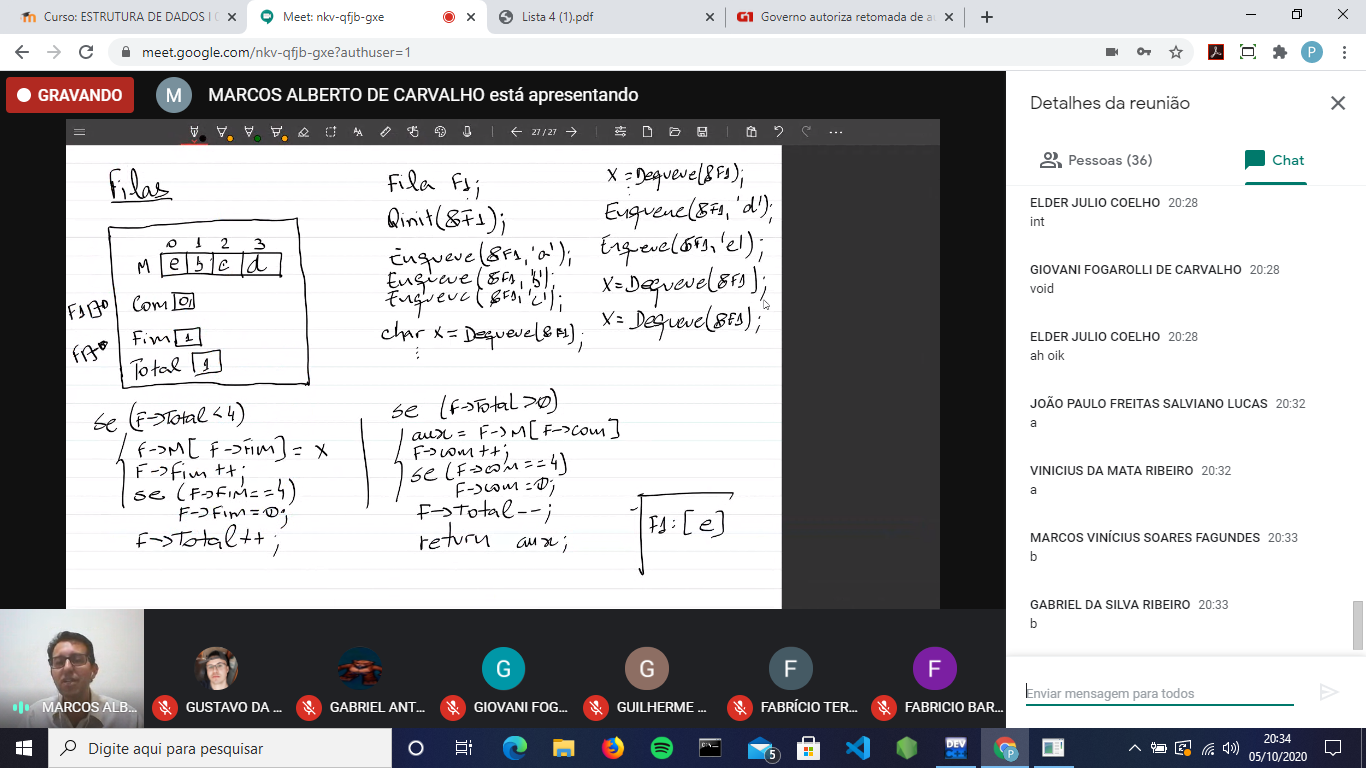 Curso: ESTRUTURA DE DADOS I
Meet: nkv-qfjb-gxe
Lista 4 (1).pdf
G1 Governo autoriza retomada de
meet.google.com/nkv-qfjb-gxe?authuser=1
P
GRAVANDO
M
MARCOS ALBERTO DE CARVALHO está apresentando
27 / 27
Filas
0 1 2 3
M e b c d
Com 0
Fim 1
Total 1
Fila F1;
Qinit(&F1);
Enqueue(&F1,'a');
Enqueue(&F1,'b');
Enqueue(&F1,'c');
char x = Dequeue(&F1);
x = Dequeue(&F1);
Enqueue(&F1,'d');
Enqueue(&F1,'e');
x = Dequeue(&F1);
x = Dequeue(&F1);
se (F->Total < 4)
F->M[F->Fim] = x
F->Fim++;
se (F->Fim==4)
F->Fim=0;
F->Total++;
se (F->Total>0)
aux = F->M[F->com]
F->com++;
se (F->com==4)
F->com=0;
F->Total--;
return aux;
F1: [e]
Detalhes da reunião
Pessoas (36)
Chat
ELDER JULIO COELHO 20:28
int
GIOVANI FOGAROLLI DE CARVALHO 20:28
void
ELDER JULIO COELHO 20:28
ah oik
JOÃO PAULO FREITAS SALVIANO LUCAS 20:32
a
VINICIUS DA MATA RIBEIRO 20:32
a
MARCOS VINÍCIUS SOARES FAGUNDES 20:33
b
GABRIEL DA SILVA RIBEIRO 20:33
b
Enviar mensagem para todos
G
G
F
F
MARCOS ALB...
GUSTAVO DA ...
GABRIEL ANT...
GIOVANI FOG...
GUILHERME ...
FABRÍCIO TER...
FABRICIO BAR...
Digite aqui para pesquisar
5
DEV
P
20:34
05/10/2020